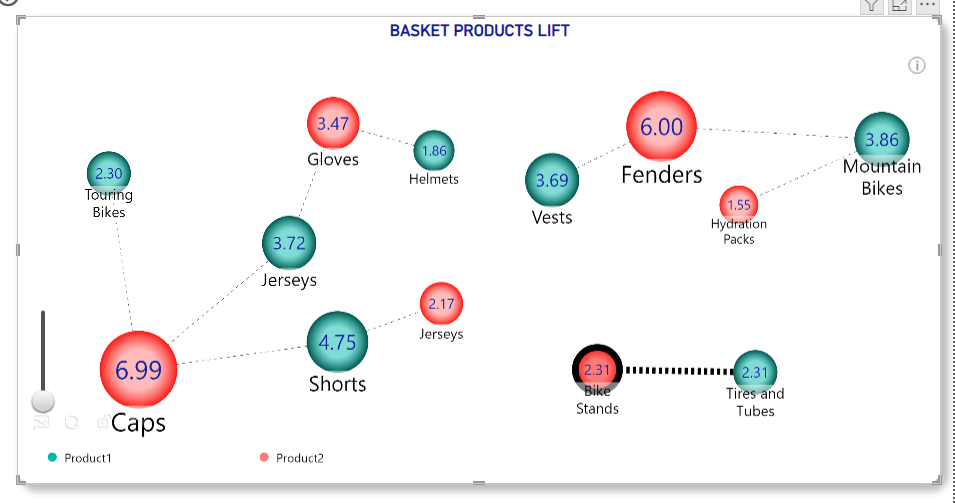 BASKET PRODUCTS LIFT
3.47
Gloves
1.86
Helmets
2.30
Touring
Bikes
3.72
Jerseys
6.99
Caps
4.75
Shorts
2.17
Jerseys
6.00
Fenders
3.86
Mountain
Bikes
3.69
Vests
1.55
Hydration
Packs
2.31
Bike
Stands
2.31
Tires and
Tubes
Product1
Product2